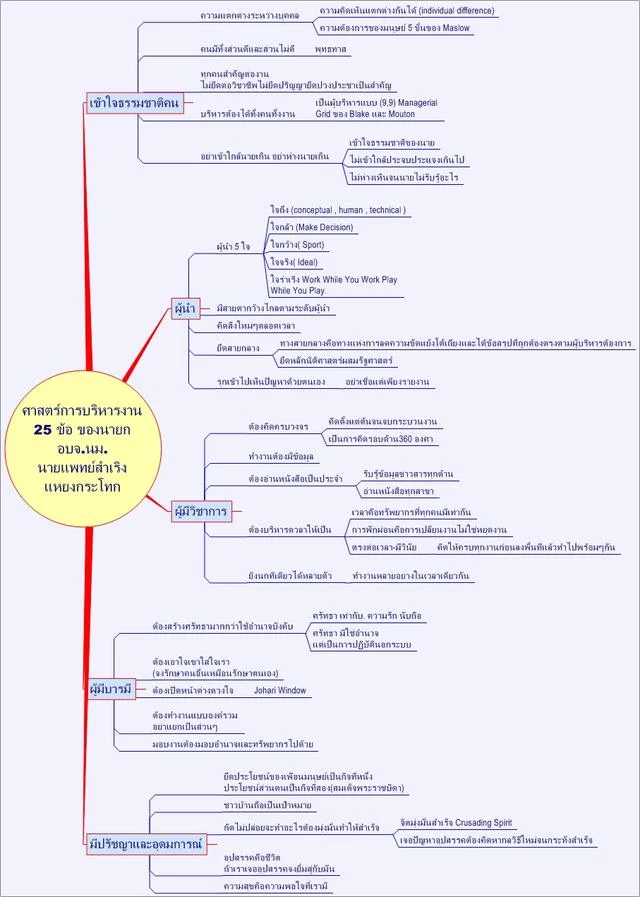 ศาสตร์การบริหารงาน
25 ข้อ ของนายก
อบจ.นม.
นายแพทย์สำเริง
แหยงกระโทก
เข้าใจธรรมชาติคน
ความแตกต่างระหว่างบุคคล
ความคิดเห็นแตกต่างกันได้ (individual difference)
ความต้องการของมนุษย์ 5 ขั้นของ Maslow
คนมีทั้งส่วนดีและส่วนไม่ดี
พุทธทาส
ทุกคนสำคัญต่องาน
ไม่ยึดต่อวิชาชีพไม่ยึดปริญญายึดปวงประชาเป็นสำคัญ
บริหารต้องได้ทั้งคนทั้งงาน
เป็นผู้บริหารแบบ (9,9) Managerial
Grid ของ Blake และ Mouton
อย่าเข้าใกล้นายเกิน อย่าห่างนายเกิน
เข้าใจธรรมชาติของนาย
ไม่เข้าใกล้ประจบประแจงเกินไป
ไม่ห่างเหินจนนายไม่รับรู้อะไร
ผู้นำ
ผู้นำ 5 ใจ
ใจถึง (conceptual , human , technical )
ใจกล้า (Make Decision)
ใจกว้าง( Sport)
ใจจริง( Ideal)
ใจร่าเริง Work While You Work Play
While You Play.
มีสายตากว้างไกลตามระดับผู้นำ
คิดสิ่งใหม่ๆตลอดเวลา
ยึดสายกลาง
ทางสายกลางคือทางแห่งการลดความขัดแย้งโต้เถียงและได้ข้อสรุปที่ถูกต้องตรงตามผู้บริหารต้องการ
ยึดหลักนิติศาสตร์ผสมรัฐศาสตร์
รุกเข้าไปเห็นปัญหาด้วยตนเอง
อย่าเชื่อแต่เพียงรายงาน
ผู้มีวิชาการ
ต้องคิดครบวงจร
คิดตั้งแต่ต้นจนจบกระบวนงาน
เป็นการคิดรอบด้าน360 องศา
ทำงานต้องมีข้อมูล
ต้องอ่านหนังสือเป็นประจำ
รับรู้ข้อมูลข่าวสารทุกด้าน
อ่านหนังสือทุกสาขา
ต้องบริหารเวลาให้เป็น
เวลาคือทรัพยากรที่ทุกคนมีเท่ากัน
การพักผ่อนคือการเปลี่ยนงานไม่ใช่หยุดงาน
ตรงต่อเวลา-มีวินัย
คิดให้ครบทุกงานก่อนลงพื้นที่แล้วทำไปพร้อมๆกัน
ยิงนกทีเดียวได้หลายตัว
ทำงานหลายอย่างในเวลาเดียวกัน
ผู้มีบารมี
ต้องสร้างศรัทธามากกว่าใช้อำนาจบังคับ
ศรัทธา เท่ากับ. ความรัก นับถือ
ศรัทธา มิใช่อำนาจ
แต่เป็นการปฏิบัตินอกระบบ
ต้องเอาใจเขาใส่ใจเรา
(จงรักษาคนอื่นเหมือนรักษาตนเอง)
ต้องเปิดหน้าต่างดวงใจ
Johari Window
ต้องทำงานแบบองค์รวม
อย่าแยกเป็นส่วนๆ
มอบงานต้องมอบอำนาจและทรัพยากรไปด้วย
มีปรัชญาและอุดมการณ์
ยึดประโยชน์ของเพื่อนมนุษย์เป็นกิจที่หนึ่ง
ประโยชน์ส่วนตนเป็นกิจที่สอง(สมเด็จพระราชบิดา)
ชาวบ้านถือเป็นเป้าหมาย
กัดไม่ปล่อยจะทำอะไรต้องมุ่งมั่นทำให้สำเร็จ
จิตมุ่งมั่นสำเร็จ Crusading Spirit
เจอปัญหาอุปสรรคต้องคิดหากลวิธีใหม่จนกระทั่งสำเร็จ
อุปสรรคคือชีวิต
ถ้าเราเจออุปสรรคจงยิ้มสู้กับมัน
ความสุขคือความพอใจที่เรามี